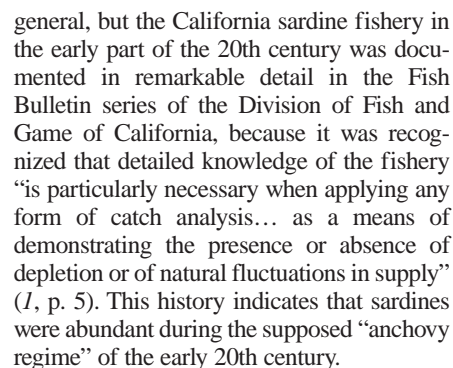 general, but the California sardine fishery in
the early part of the 20th century was docu-
mented in remarkable detail in the Fish
Bulletin series of the Division of Fish and
Game of California, because it was recog-
nized that detailed knowledge of the fishery
“is particularly necessary when applying any
form of catch analysis… as a means of
demonstrating the presence or absence of
depletion or of natural fluctuations in supply”
(1, p. 5). This history indicates that sardines
were abundant during the supposed “anchovy
regime” of the early 20th century.